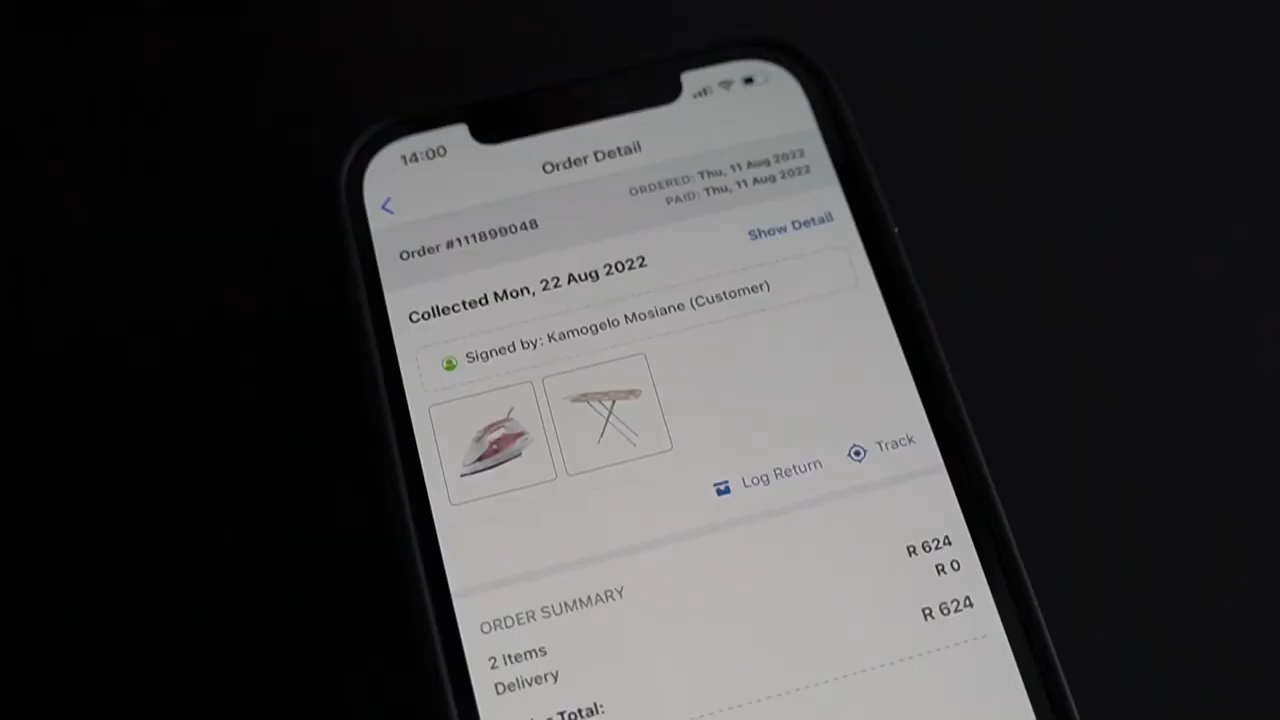 14:00
Order Detail
Order #111899048
ORDERED: Thu, 11 Aug 2022
PAID: Thu, 11 Aug 2022
Collected Mon, 22 Aug 2022
Show Detail
Signed by: Kamogelo Mosiane (Customer)
Log Return
Track
ORDER SUMMARY
2 Items
R 624
Delivery
R 0
Total:
R 624